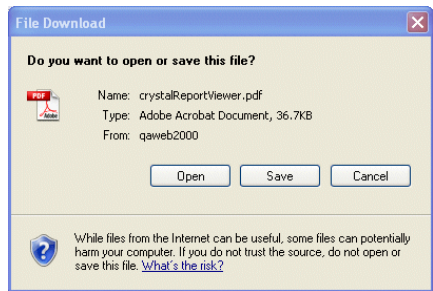 File Download
Do you want to open or save this file?
PDF
Adobe
Name: crystalReportViewer.pdf
Type: Adobe Acrobat Document, 36.7KB
From: qaweb2000
Open Save Cancel
While files from the Internet can be useful, some files can potentially
harm your computer. If you do not trust the source, do not open or
save this file. What's the risk?